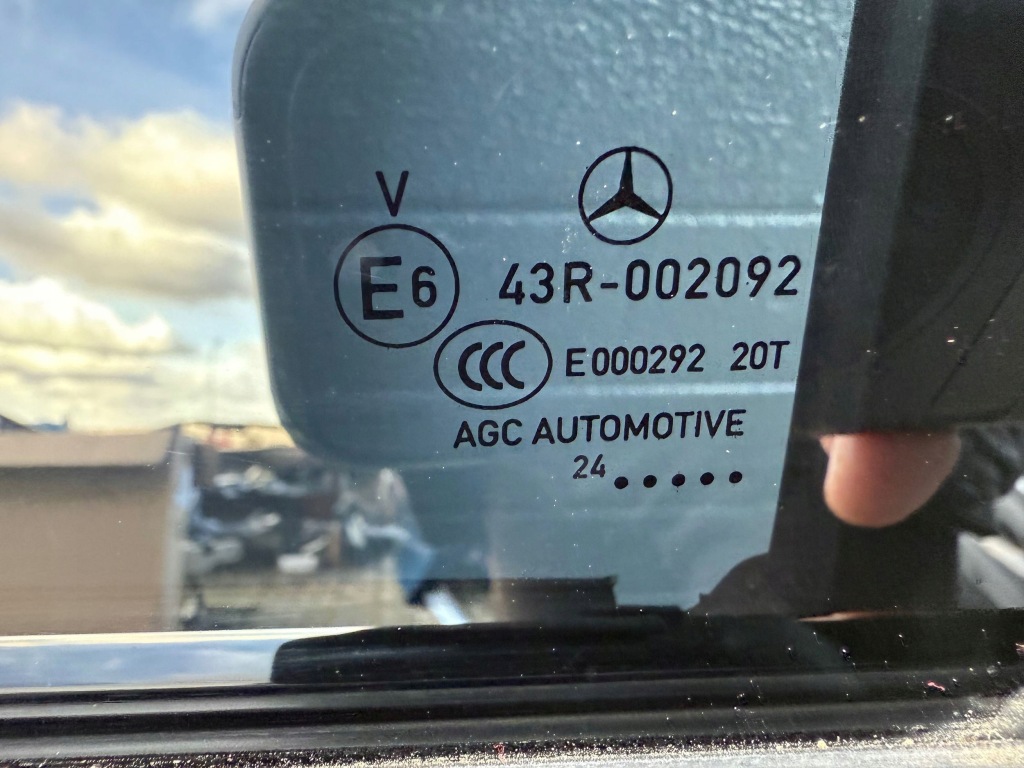 V
E6 43R-002092
CCC E000292 20T
AGC AUTOMOTIVE
24 .....